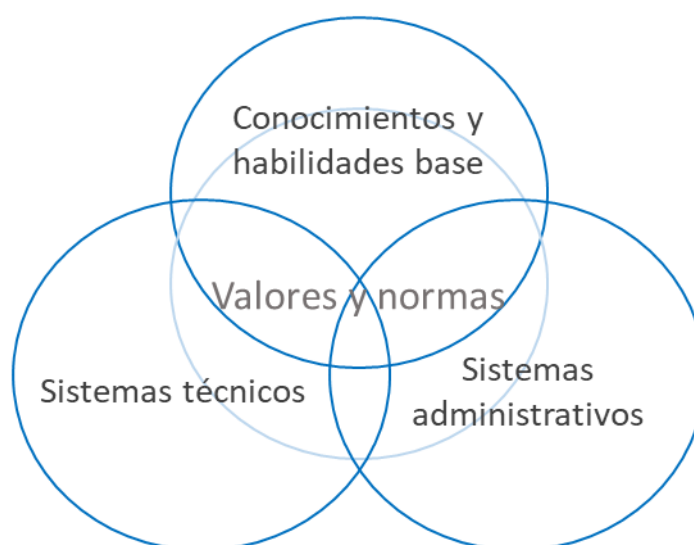 Conocimientos y
habilidades base
Valores y normas
Sistemas técnicos
Sistemas
administrativos